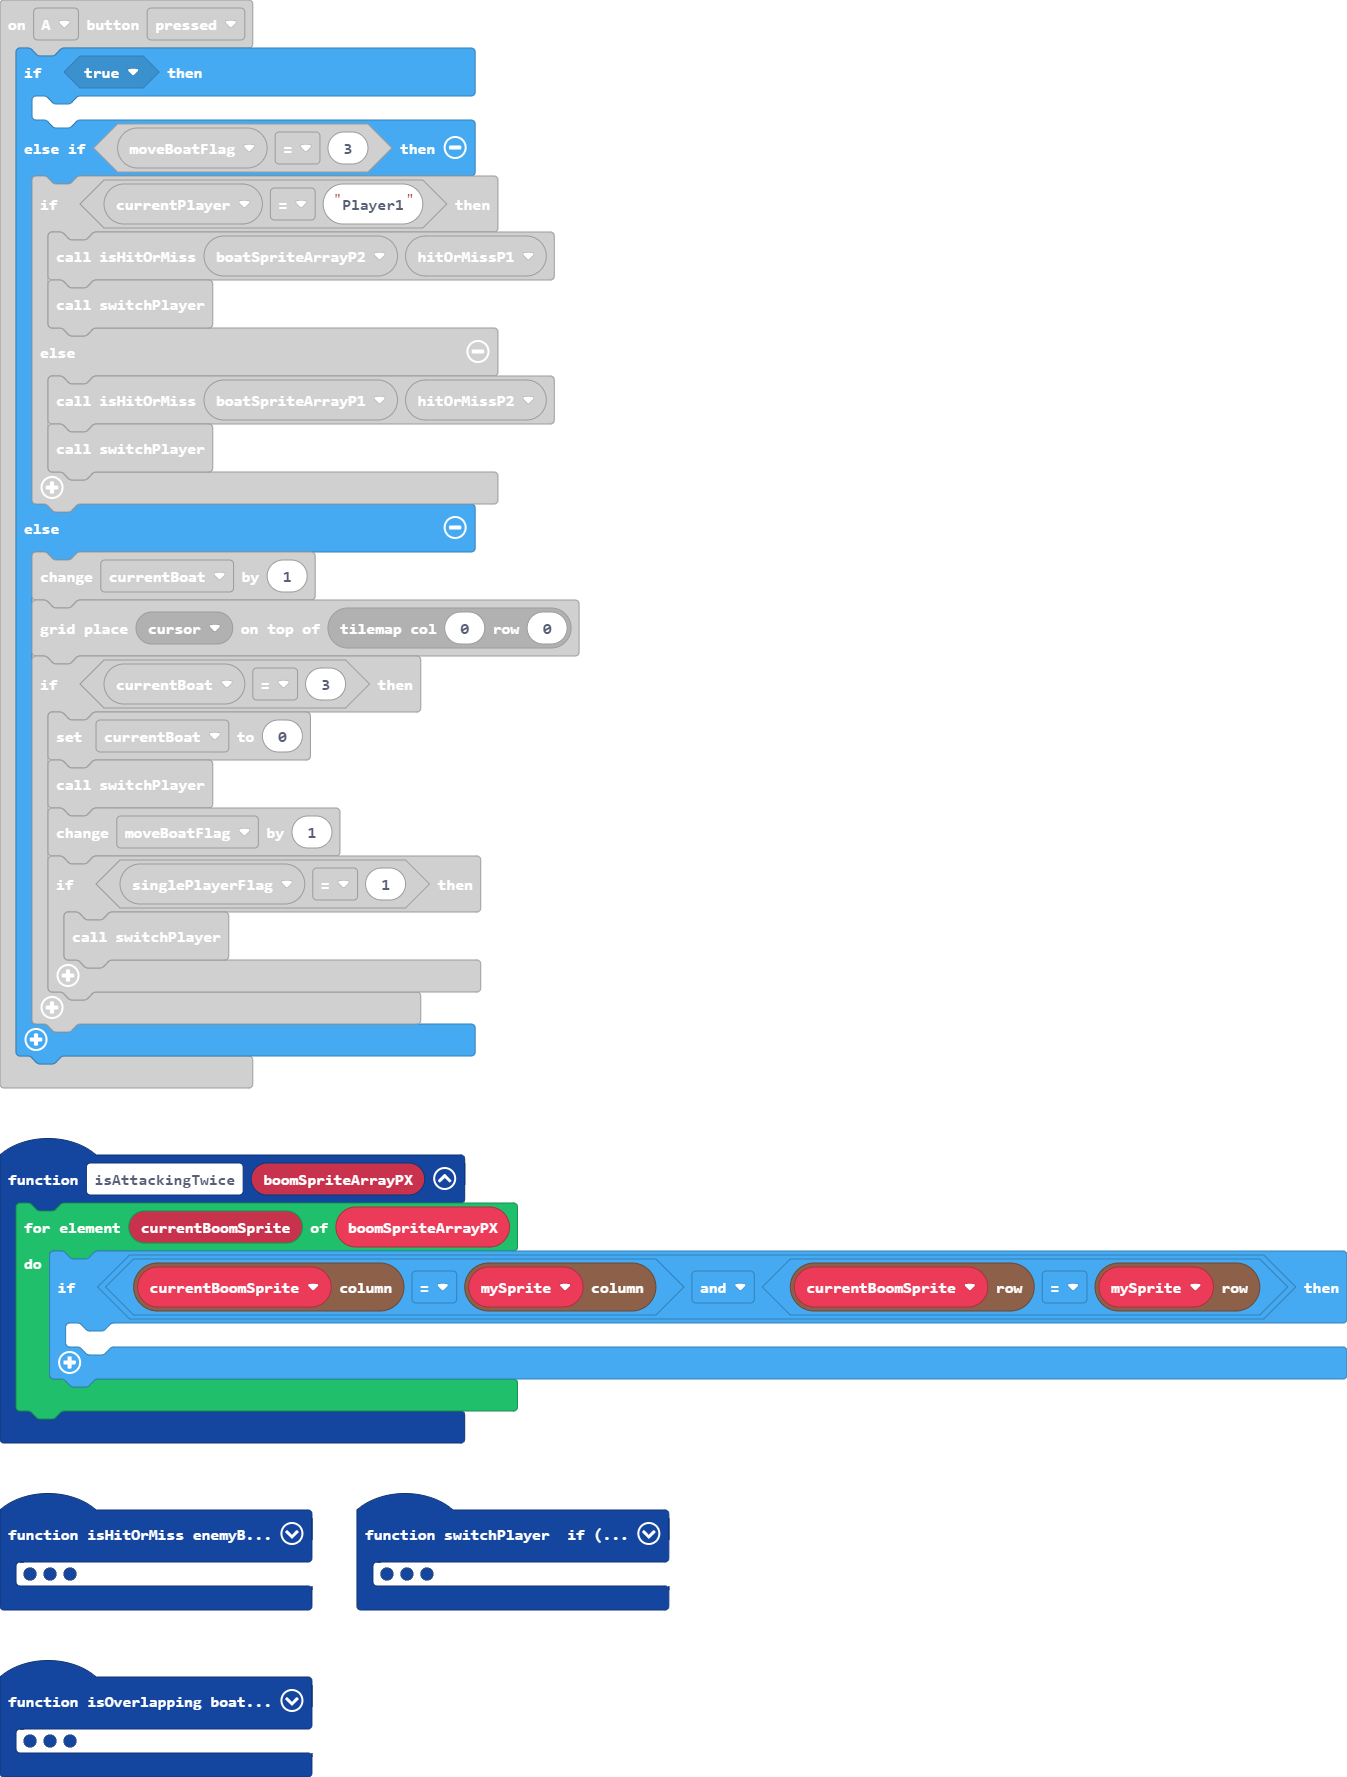 on A button pressed
if true then
else if moveBoatFlag = 3 then
if currentPlayer = "Player1" then
call isHitOrMiss boatSpriteArrayP2 hitOrMissP1
call switchPlayer
else
call isHitOrMiss boatSpriteArrayP1 hitOrMissP2
call switchPlayer
else
change currentBoat by 1
grid place cursor on top of tilemap col 0 row 0
if currentBoat = 3 then
set currentBoat to 0
call switchPlayer
change moveBoatFlag by 1
if singlePlayerFlag = 1 then
call switchPlayer
function isAttackingTwice boomSpriteArrayPX
for element currentBoomSprite of boomSpriteArrayPX
do
if currentBoomSprite column = mySprite column and currentBoomSprite row = mySprite row then
function isHitOrMiss enemyB...
function switchPlayer if (...
function isOverlapping boat...